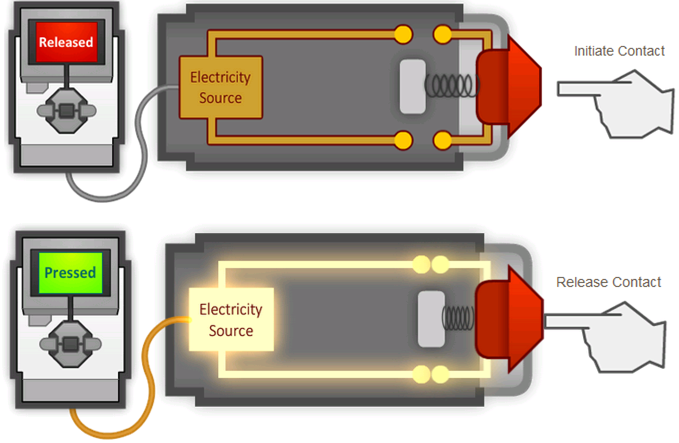 Released
Electricity
Source
Initiate Contact
Pressed
Electricity
Source
Release Contact